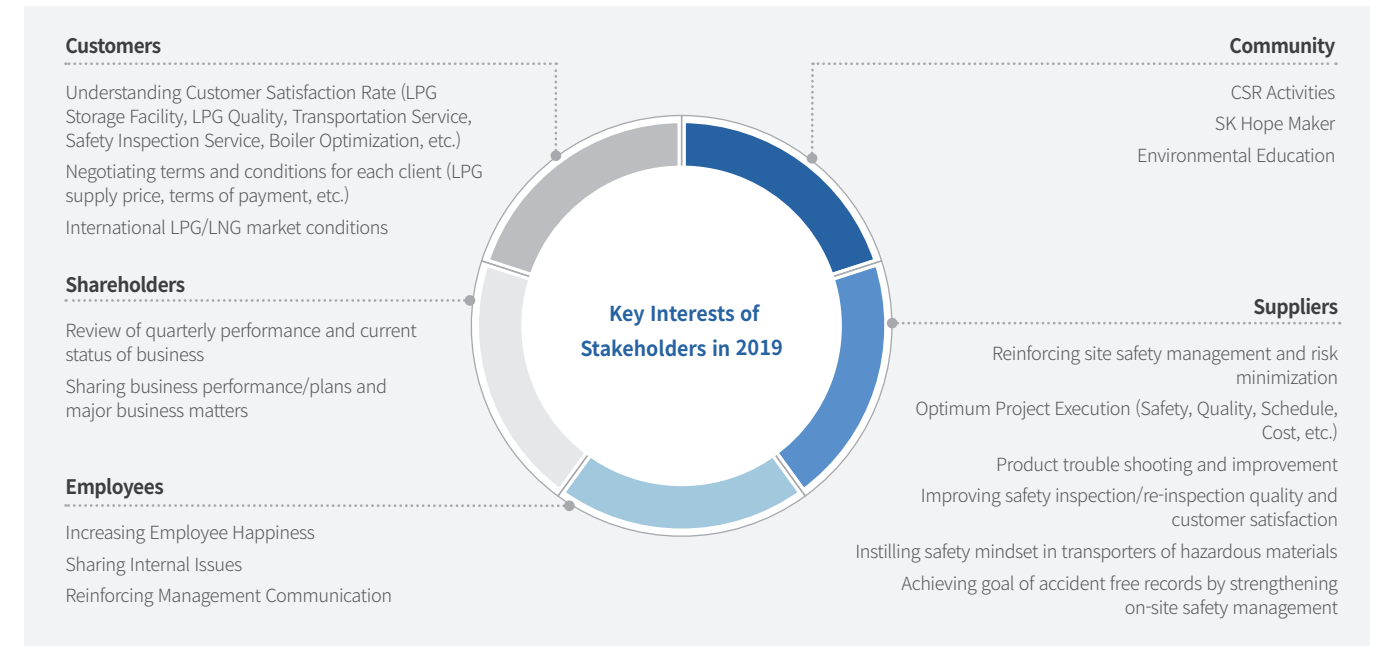 Customers
Understanding Customer Satisfaction Rate (LPG
Storage Facility, LPG Quality, Transportation Service,
Safety Inspection Service, Boiler Optimization, etc.)
Negotiating terms and conditions for each client (LPG
supply price, terms of payment, etc.)
International LPG/LNG market conditions
Shareholders
Review of quarterly performance and current
status of business
Sharing business performance/plans and
major business matters
Employees
Increasing Employee Happiness
Sharing Internal Issues
Reinforcing Management Communication
Key Interests of
Stakeholders in 2019
Community
CSR Activities
SK Hope Maker
Environmental Education
Suppliers
Reinforcing site safety management and risk
minimization
Optimum Project Execution (Safety, Quality, Schedule,
Cost, etc.)
Product trouble shooting and improvement
Improving safety inspection/re-inspection quality and
customer satisfaction
Instilling safety mindset in transporters of hazardous materials
Achieving goal of accident free records by strengthening
on-site safety management